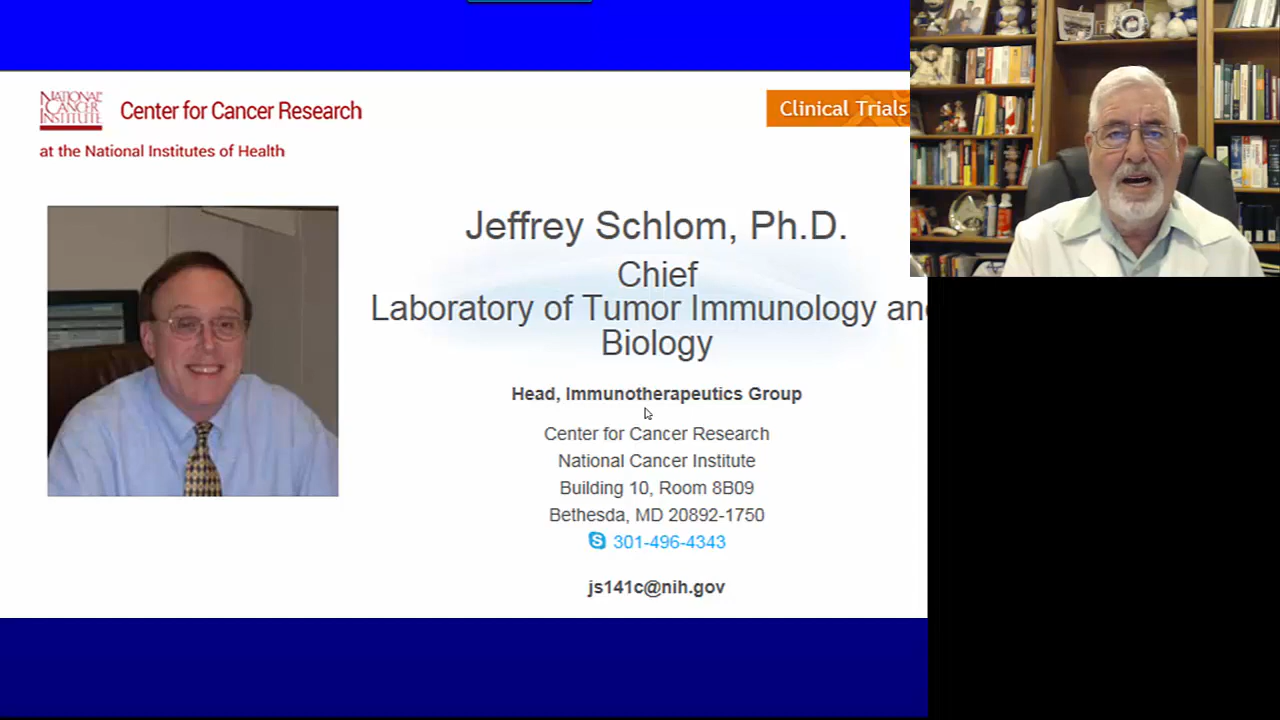 NATIONAL
CANCER
INSTITUTE
Center for Cancer Research
at the National Institutes of Health
Clinical Trials
Jeffrey Schlom, Ph.D.
Chief
Laboratory of Tumor Immunology an
Biology
Head, Immunotherapeutics Group
Center for Cancer Research
National Cancer Institute
Building 10, Room 8B09
Bethesda, MD 20892-1750
301-496-4343
js141c@nih.gov